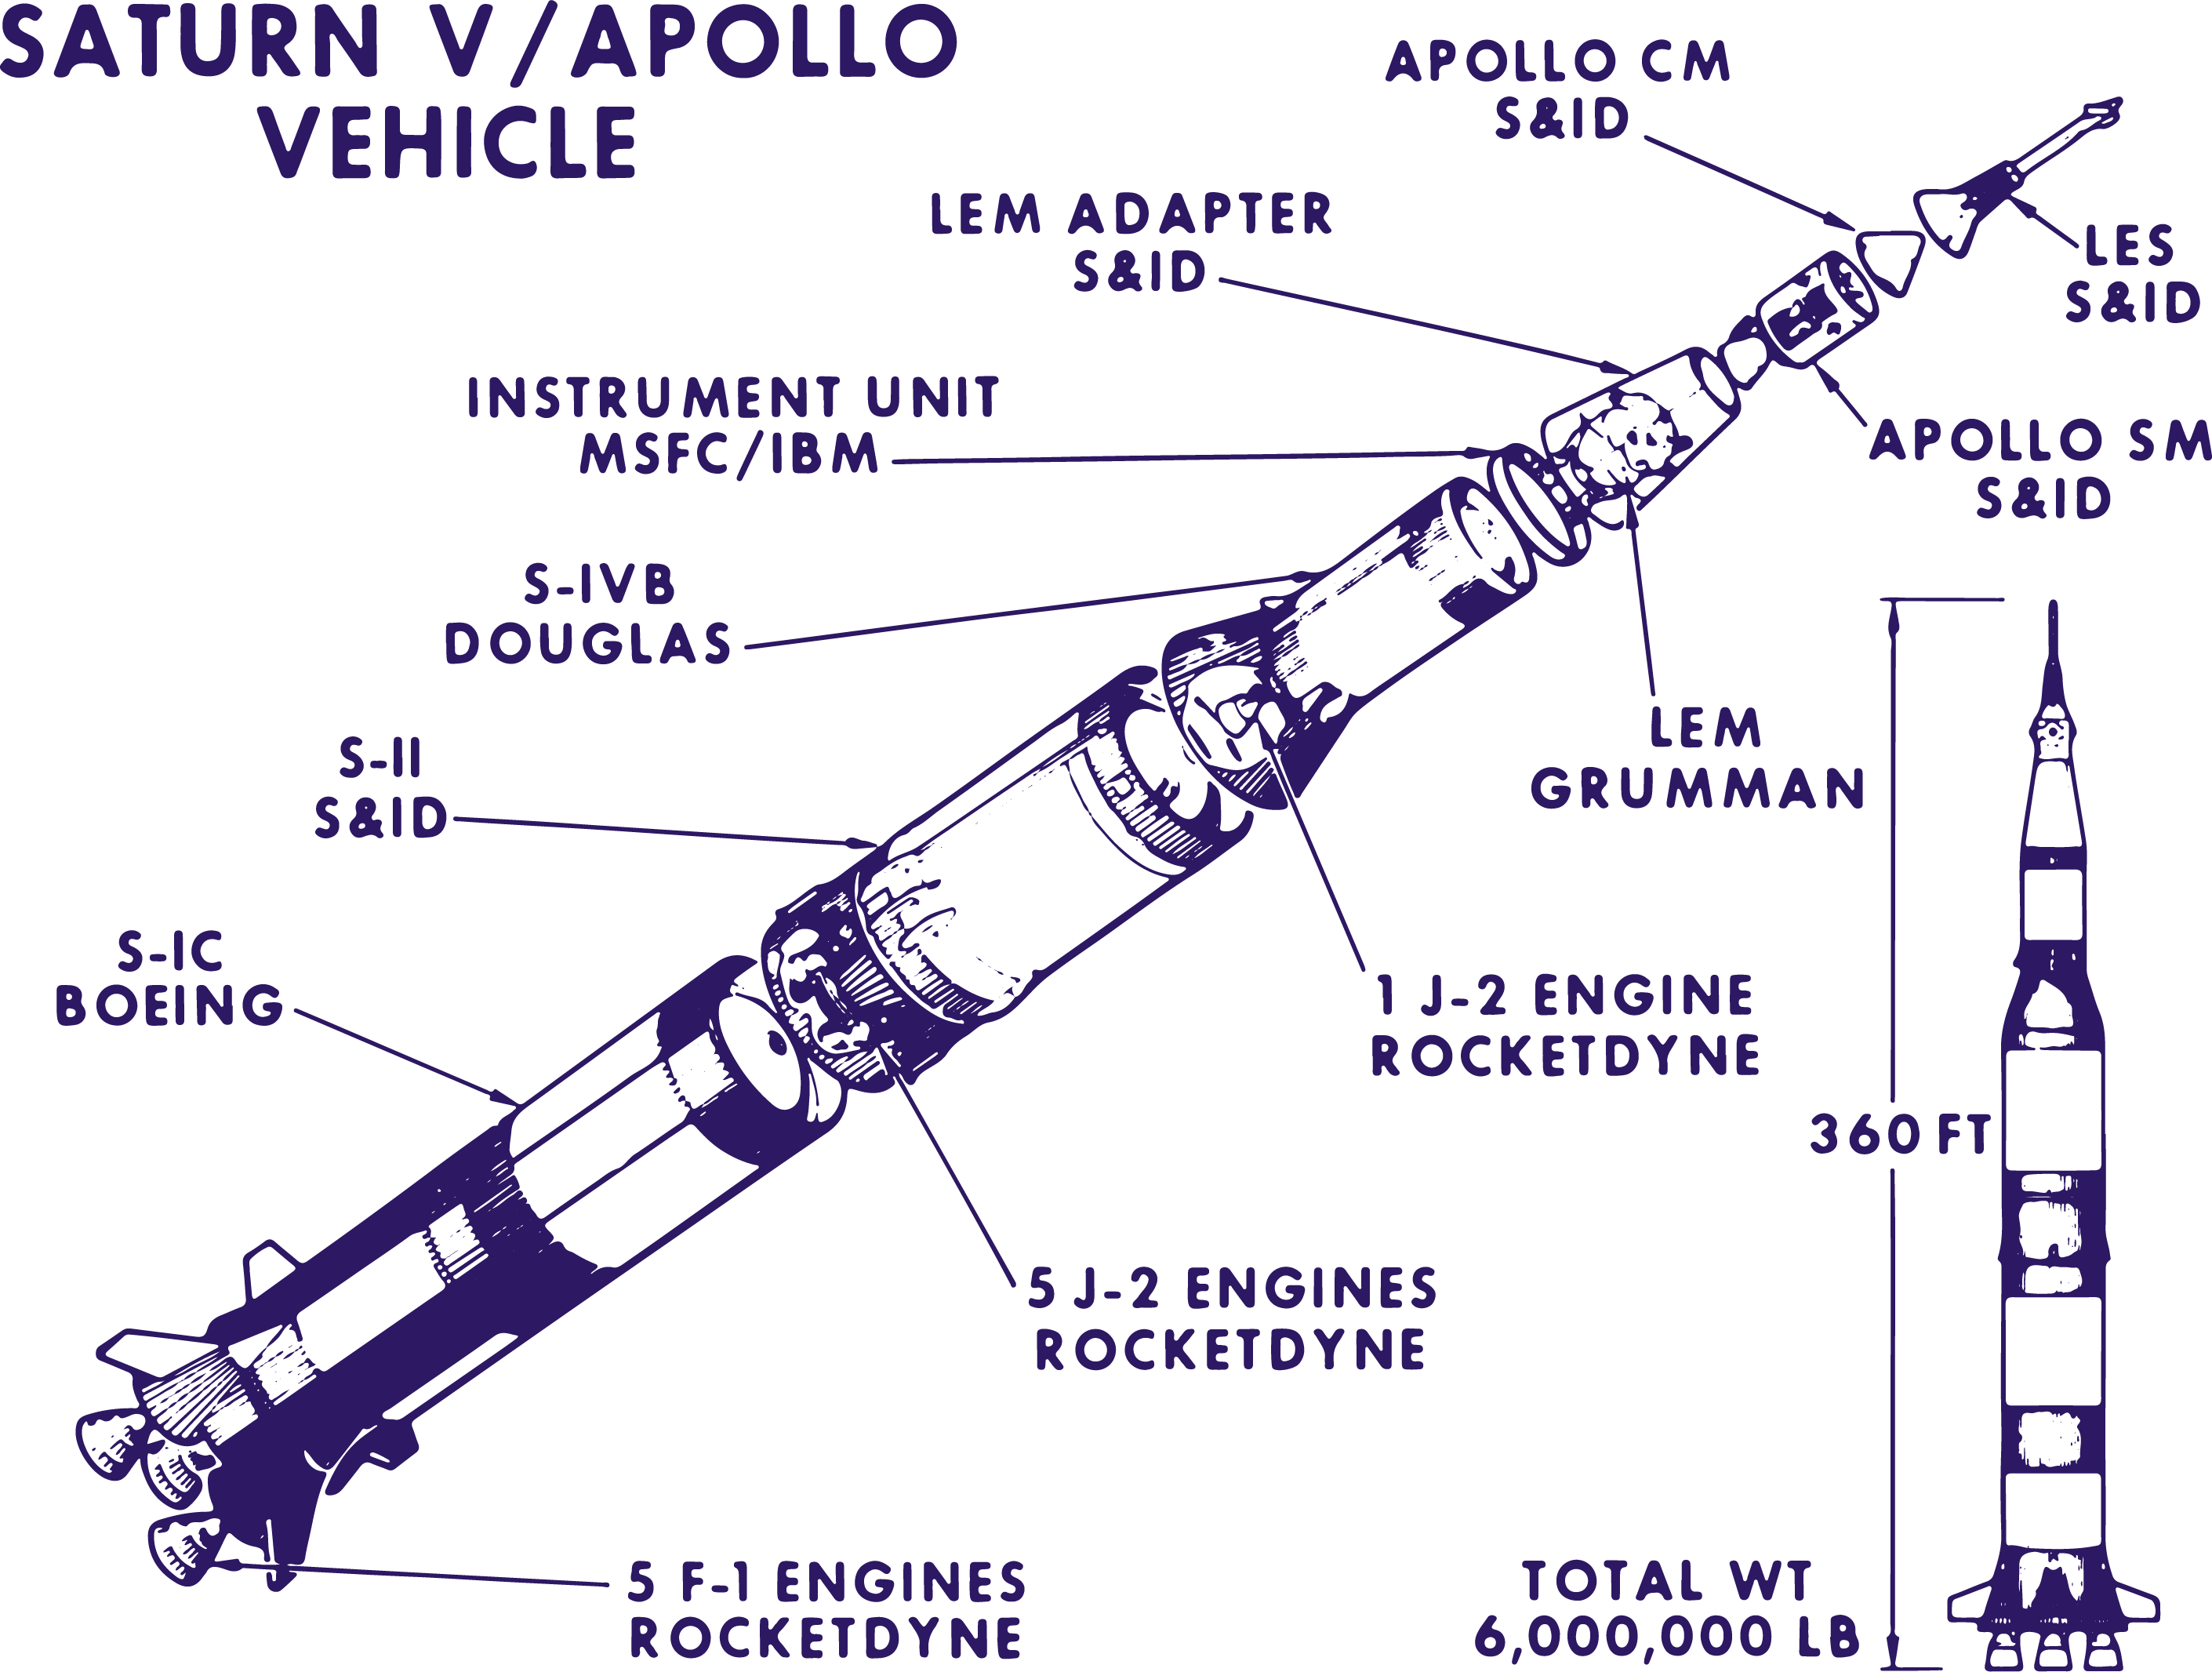 SATURN V/APOLLO
VEHICLE
APOLLO CM
S&ID
LEM ADAPTER
S&ID
LES
S&ID
INSTRUMENT UNIT
MSFC/IBM
APOLLO SM
S&ID
S-IVB
DOUGLAS
LEM
GRUMMAN
S-II
S&ID
S-IC
BOEING
1 J-2 ENGINE
ROCKETDYNE
360 FT
5 J-2 ENGINES
ROCKETDYNE
5 F-1 ENGINES
ROCKETDYNE
TOTAL WT
6,000,000 LB